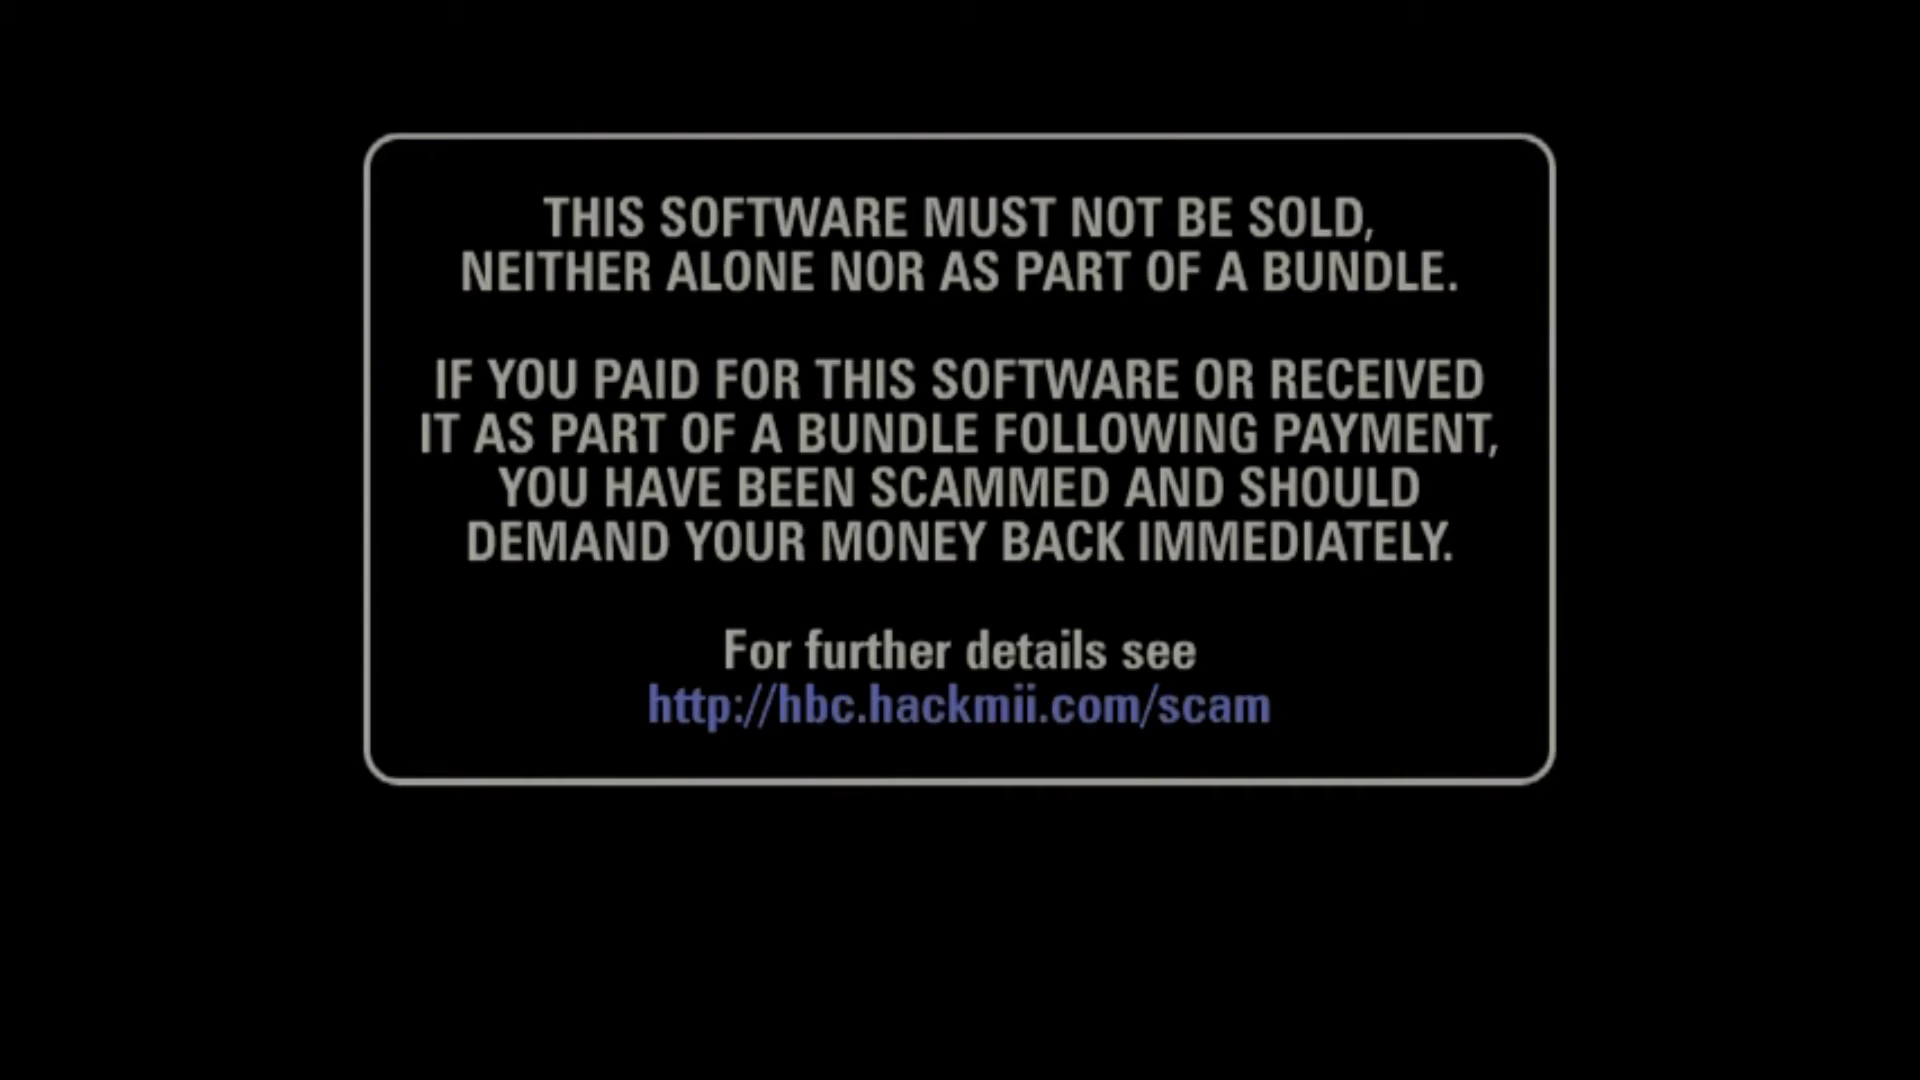 THIS SOFTWARE MUST NOT BE SOLD,
NEITHER ALONE NOR AS PART OF A BUNDLE.
IF YOU PAID FOR THIS SOFTWARE OR RECEIVED
IT AS PART OF A BUNDLE FOLLOWING PAYMENT,
YOU HAVE BEEN SCAMMED AND SHOULD
DEMAND YOUR MONEY BACK IMMEDIATELY.
For further details see
http://hbc.hackmii.com/scam